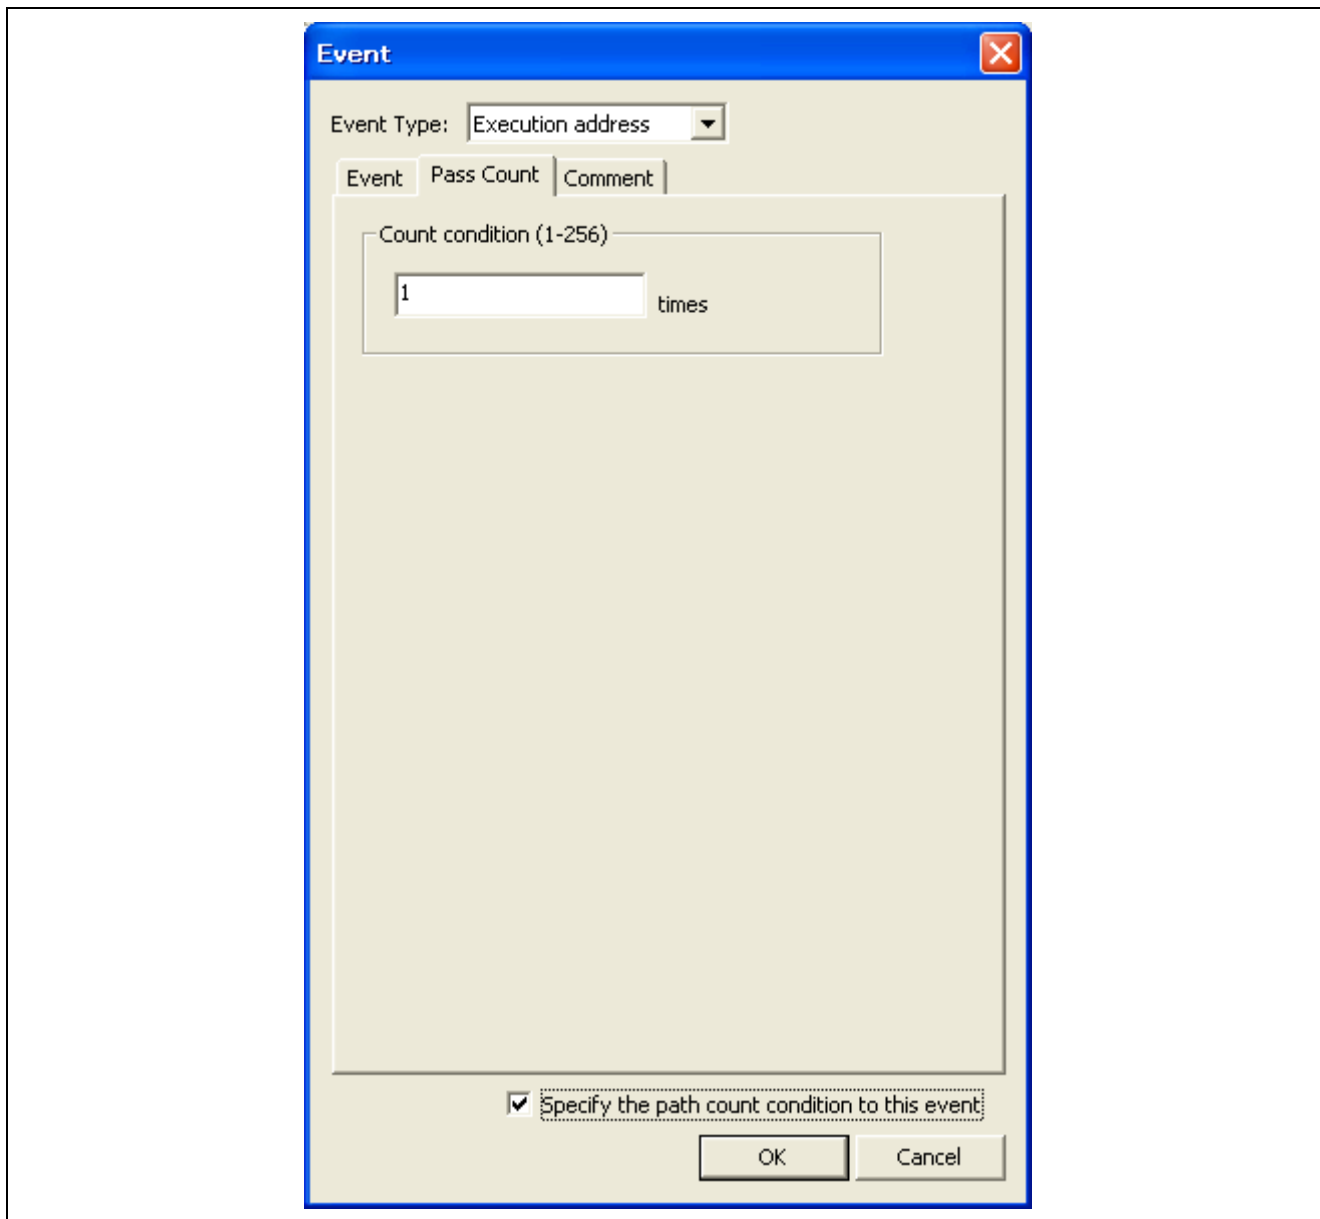 Event
Event Type: Execution address
Event Pass Count Comment
Count condition (1-256)
1 times
Specify the path count condition to this event
OK Cancel